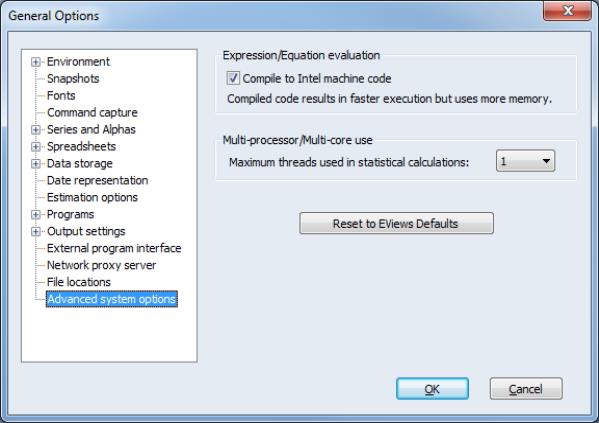 General Options
Environment
Snapshots
Fonts
Command capture
Series and Alphas
Spreadsheets
Data storage
Date representation
Estimation options
Programs
Output settings
External program interface
Network proxy server
File locations
Advanced system options
Expression/Equation evaluation
Compile to Intel machine code
Compiled code results in faster execution but uses more memory.
Multi-processor/Multi-core use
Maximum threads used in statistical calculations: 1
Reset to EViews Defaults
OK Cancel